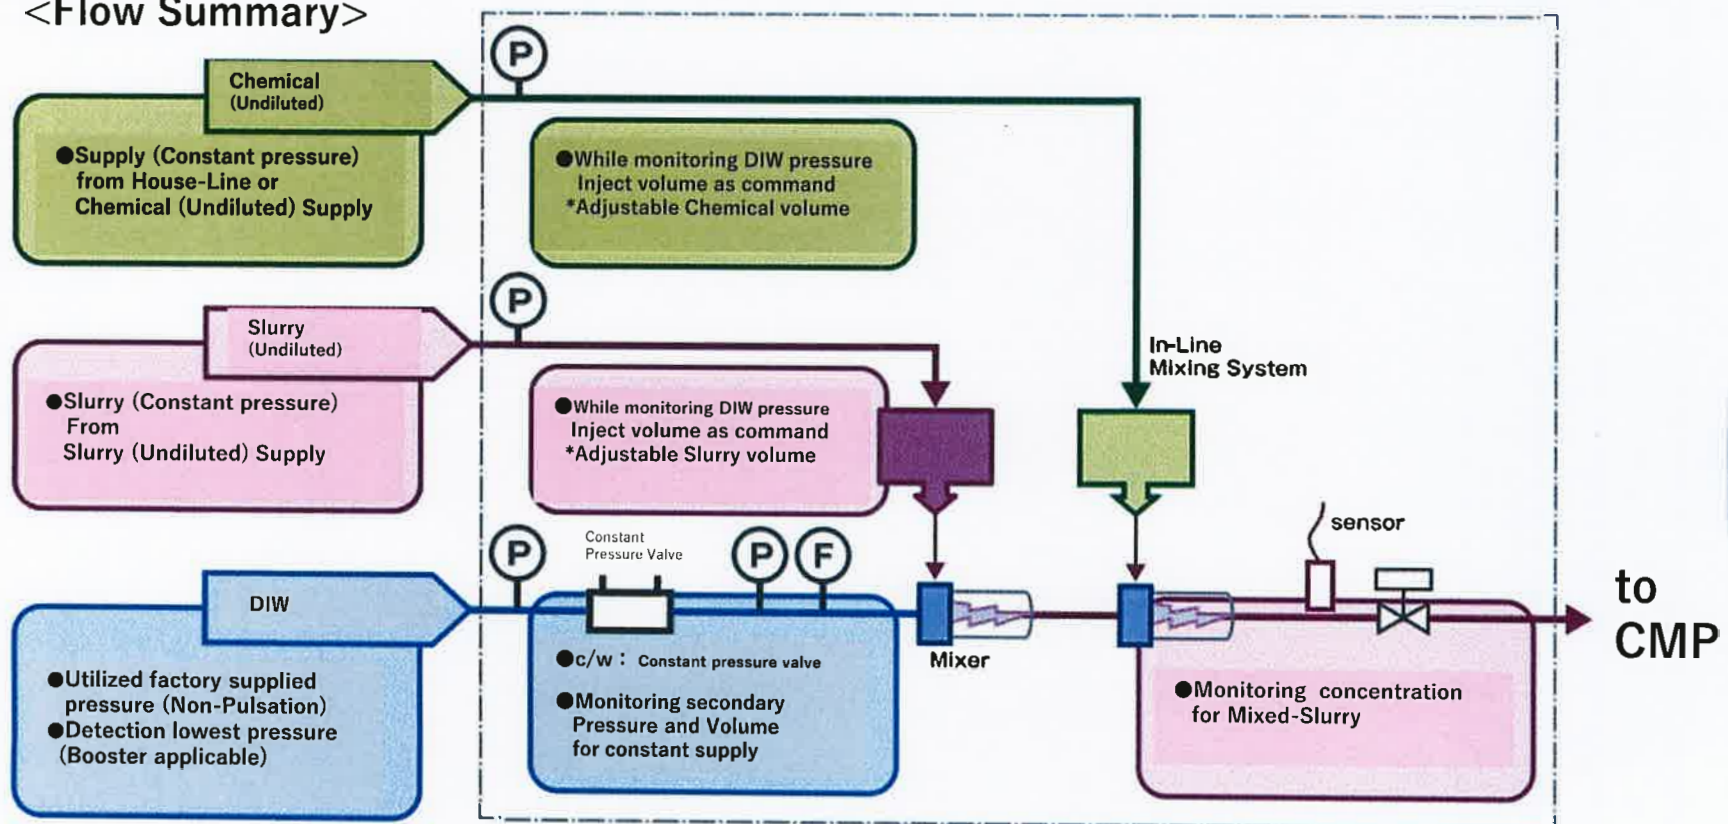 <Flow Summary>
P
Chemical
(Undiluted)
●Supply (Constant pressure)
from House-Line or
Chemical (Undiluted) Supply
●While monitoring DIW pressure
Inject volume as command
*Adjustable Chemical volume
P
Slurry
(Undiluted)
●Slurry (Constant pressure)
From
Slurry (Undiluted) Supply
●While monitoring DIW pressure
Inject volume as command
*Adjustable Slurry volume
In-Line
Mixing System
P
Constant
Pressure Valve
P
F
sensor
DIW
●Utilized factory supplied
pressure (Non-Pulsation)
●Detection lowest pressure
(Booster applicable)
●c/w : Constant pressure valve
●Monitoring secondary
Pressure and Volume
for constant supply
Mixer
●Monitoring concentration
for Mixed-Slurry
to
CMP